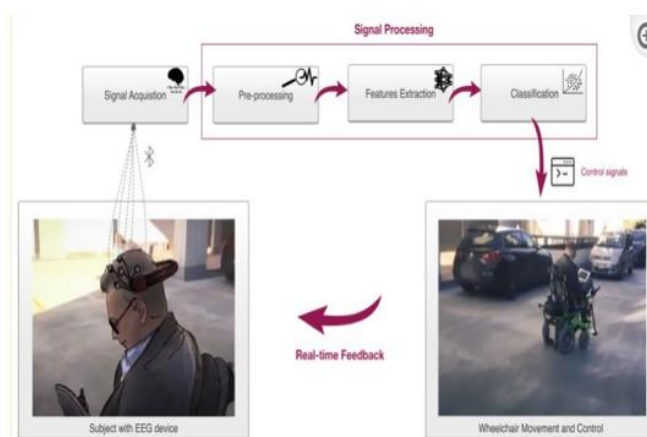 Signal Processing
Signal Acquistion
Pre-processing
Features Extraction
Classification
Control signals
Real-time Feedback
Subject with EEG device
Wheelchair Movement and Control